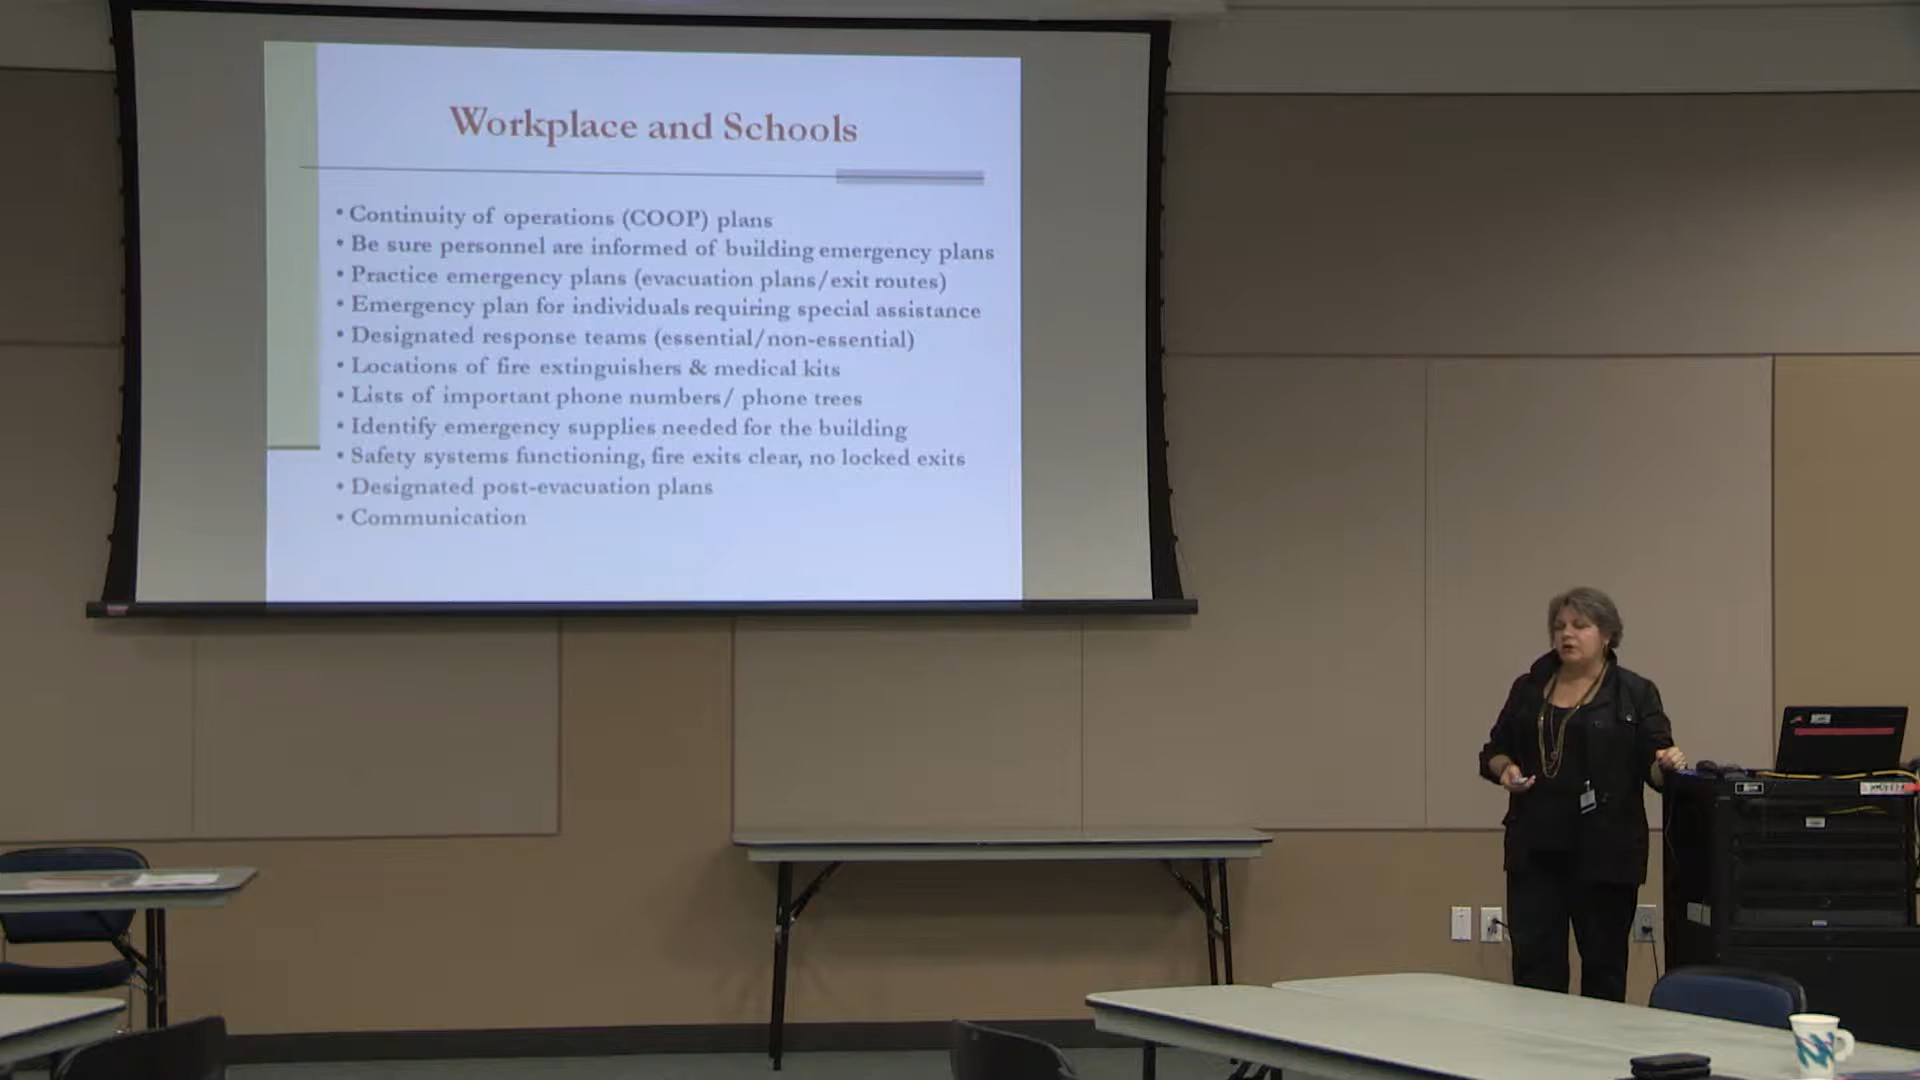 Workplace and Schools
• Continuity of operations (COOP) plans
• Be sure personnel are informed of building emergency plans
• Practice emergency plans (evacuation plans/exit routes)
• Emergency plan for individuals requiring special assistance
• Designated response teams (essential/non-essential)
• Locations of fire extinguishers & medical kits
• Lists of important phone numbers/ phone trees
• Identify emergency supplies needed for the building
• Safety systems functioning, fire exits clear, no locked exits
• Designated post-evacuation plans
• Communication